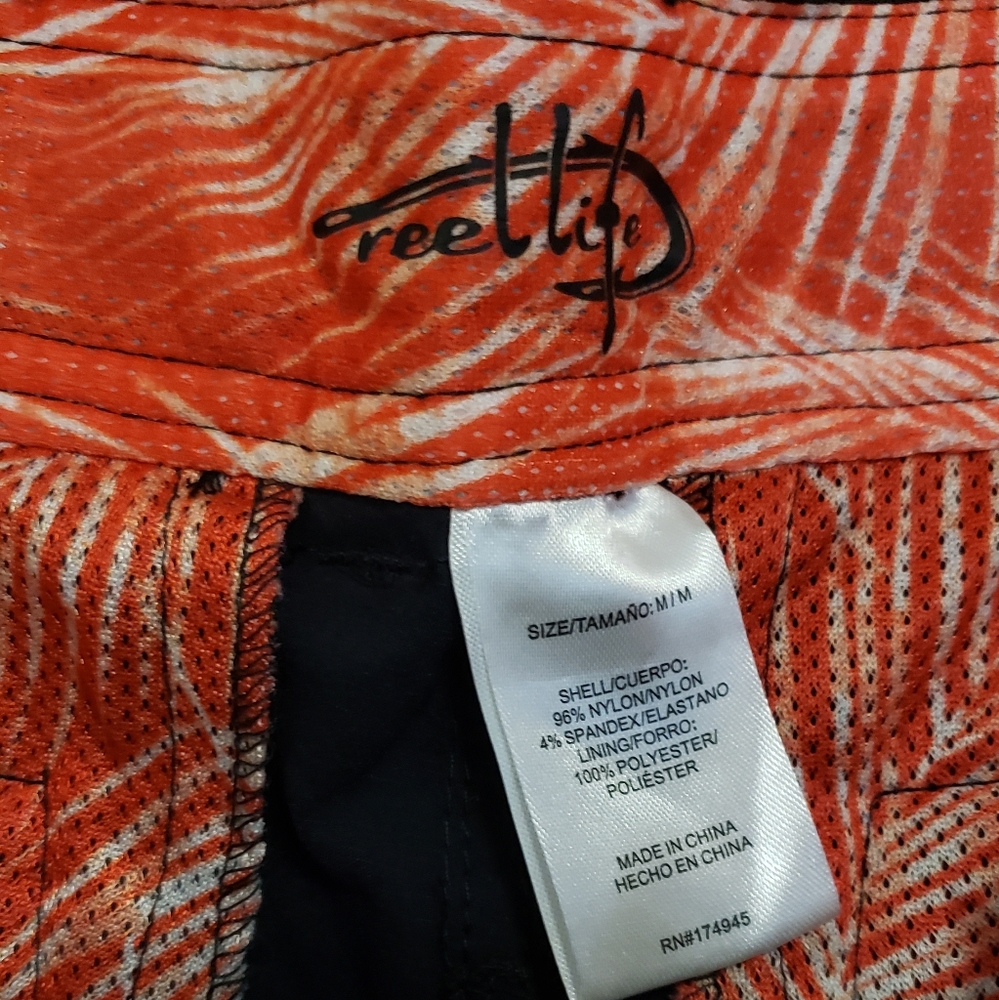 reel life
SIZE/TAMAÑO: M / M
SHELL/CUERPO:
96% NYLON/NYLON
4% SPANDEX/ELASTANO
LINING/FORRO:
100% POLYESTER/
POLIÉSTER
MADE IN CHINA
HECHO EN CHINA
RN#174945